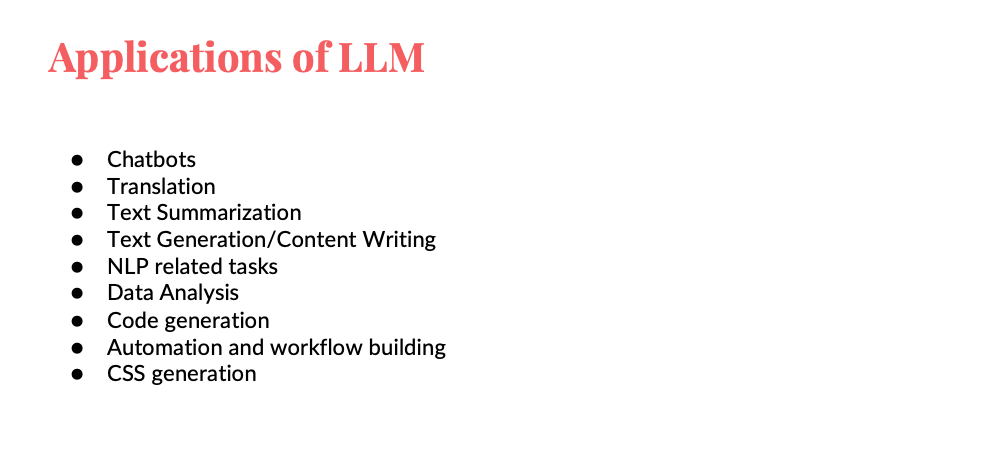 Applications of LLM
● Chatbots
● Translation
● Text Summarization
● Text Generation/Content Writing
● NLP related tasks
● Data Analysis
● Code generation
● Automation and workflow building
● CSS generation